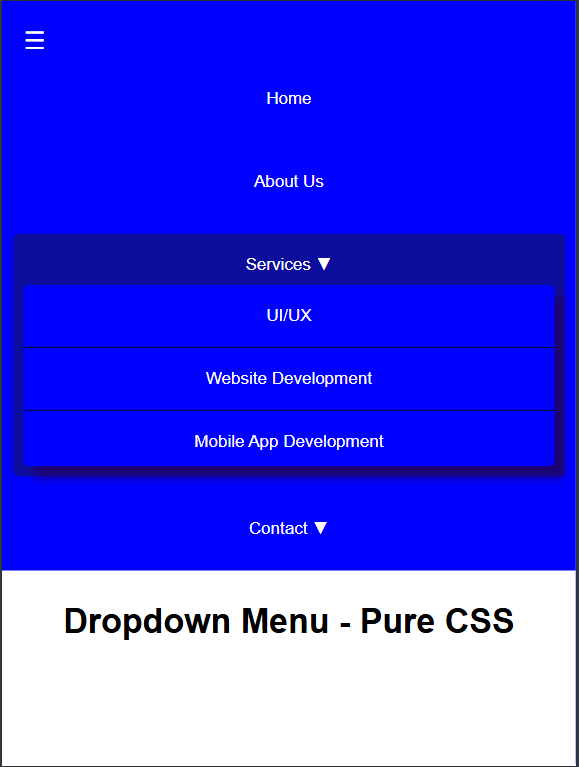 ☰
Home
About Us
Services ▼
UI/UX
Website Development
Mobile App Development
Contact ▼
Dropdown Menu - Pure CSS